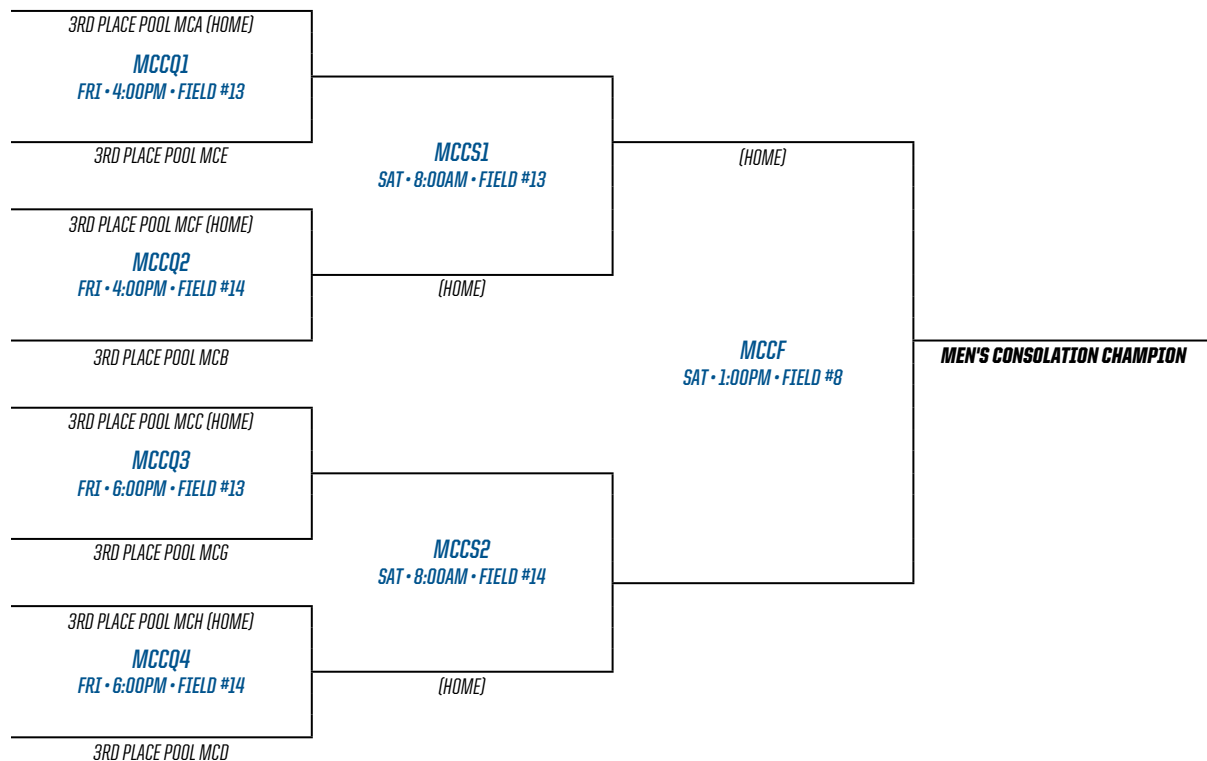 3RD PLACE POOL MCA (HOME)
MCCQ1
FRI • 4:00PM • FIELD #13
3RD PLACE POOL MCE
3RD PLACE POOL MCF (HOME)
MCCQ2
FRI • 4:00PM • FIELD #14
3RD PLACE POOL MCB
3RD PLACE POOL MCC (HOME)
MCCQ3
FRI • 6:00PM • FIELD #13
3RD PLACE POOL MCG
3RD PLACE POOL MCH (HOME)
MCCQ4
FRI • 6:00PM • FIELD #14
3RD PLACE POOL MCD
MCCS1
SAT • 8:00AM • FIELD #13
(HOME)
MCCS2
SAT • 8:00AM • FIELD #14
(HOME)
(HOME)
MCCF
SAT • 1:00PM • FIELD #8
MEN'S CONSOLATION CHAMPION